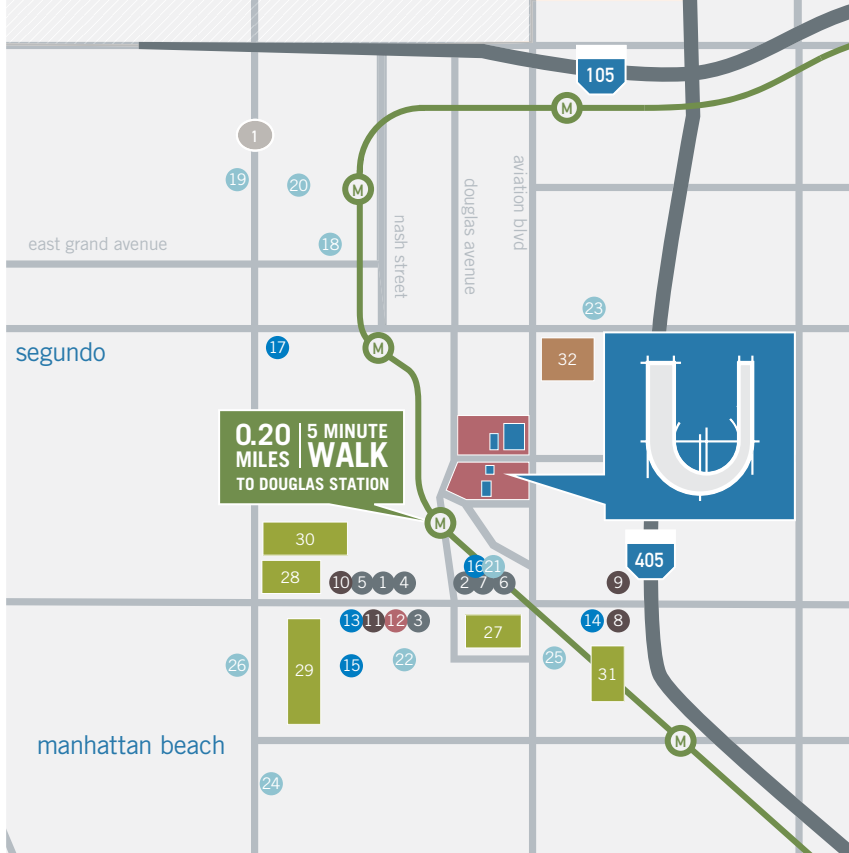 105
M
1
19
20
M
aviation blvd
douglas avenue
nash street
east grand avenue
18
23
segundo
17
M
32
U
0.20 MILES
5 MINUTE WALK
TO DOUGLAS STATION
M
30
405
28
10 5 1 4
16 21
2 7 6
9
13 11 12 3
14 8
27
26
29
15
22
25
31
manhattan beach
M
24